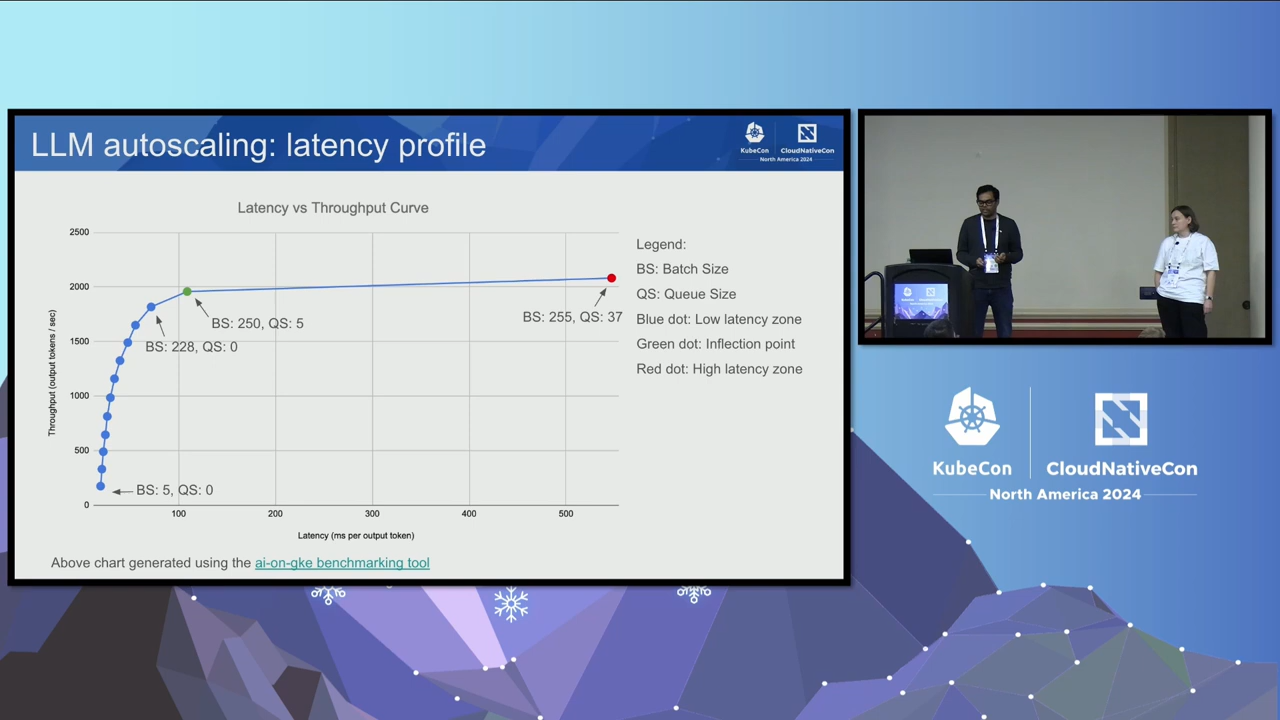 LLM autoscaling: latency profile
KubeCon
CloudNativeCon
North America 2024
Latency vs Throughput Curve
2500
2000
1500
1000
500
0
Throughput (output tokens / sec)
100
200
300
400
500
Latency (ms per output token)
BS: 250, QS: 5
BS: 228, QS: 0
BS: 5, QS: 0
BS: 255, QS: 37
Legend:
BS: Batch Size
QS: Queue Size
Blue dot: Low latency zone
Green dot: Inflection point
Red dot: High latency zone
Above chart generated using the ai-on-gke benchmarking tool
KubeCon
CloudNativeCon
North America 2024